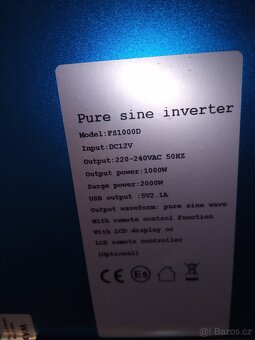 Pure sine inverter
Model:FS1000D
Input:DC12V
Output:220-240VAC 50HZ
Output power:1000W
Surge power:2000W
USB output :5V2.1A
Output waveform: pure sine wave
With remote control function
With LCD display or
LCD remote controller
(Optional)
CE
sbazar.cz